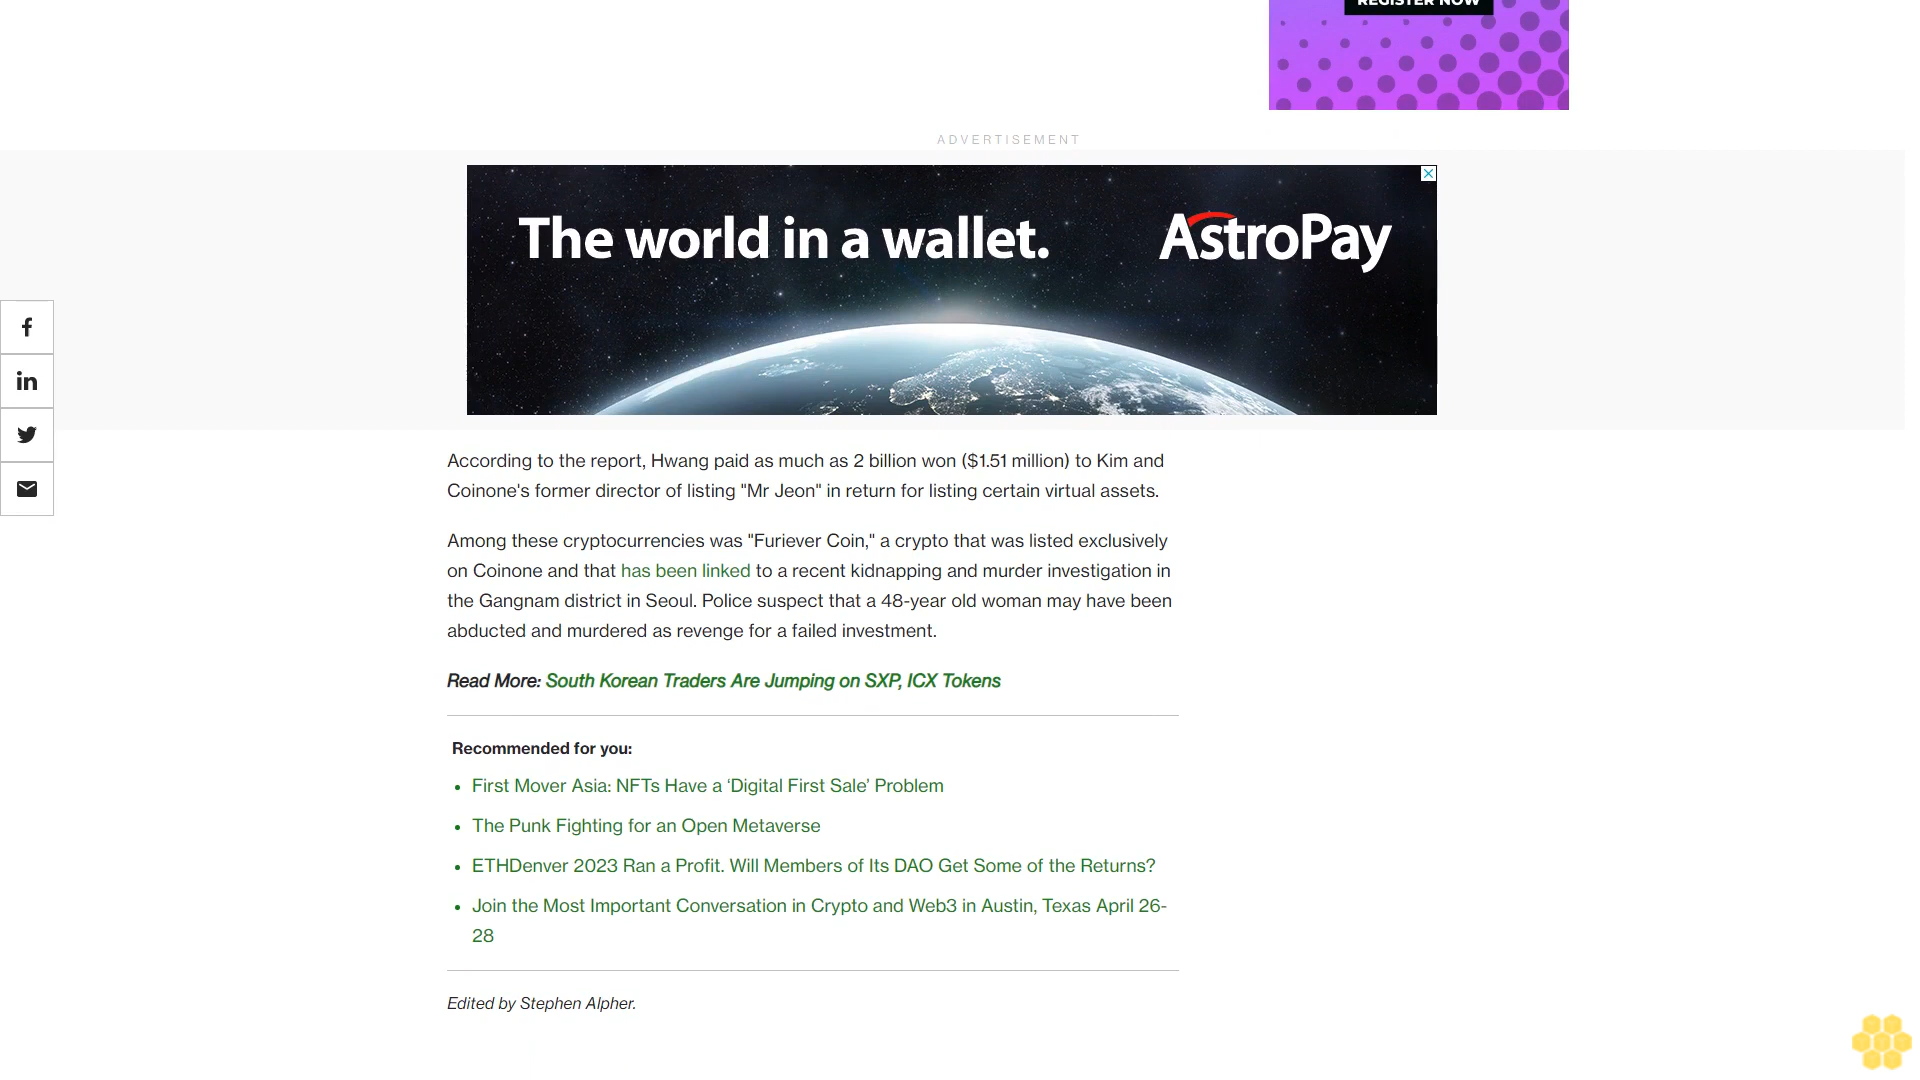 REGISTER NOW
ADVERTISEMENT
The world in a wallet.
AstroPay
According to the report, Hwang paid as much as 2 billion won ($1.51 million) to Kim and
Coinone's former director of listing "Mr Jeon" in return for listing certain virtual assets.
Among these cryptocurrencies was "Furiever Coin," a crypto that was listed exclusively
on Coinone and that has been linked to a recent kidnapping and murder investigation in
the Gangnam district in Seoul. Police suspect that a 48-year old woman may have been
abducted and murdered as revenge for a failed investment.
Read More: South Korean Traders Are Jumping on SXP, ICX Tokens
Recommended for you:
• First Mover Asia: NFTs Have a ‘Digital First Sale’ Problem
• The Punk Fighting for an Open Metaverse
• ETHDenver 2023 Ran a Profit. Will Members of Its DAO Get Some of the Returns?
• Join the Most Important Conversation in Crypto and Web3 in Austin, Texas April 26-
28
Edited by Stephen Alpher.